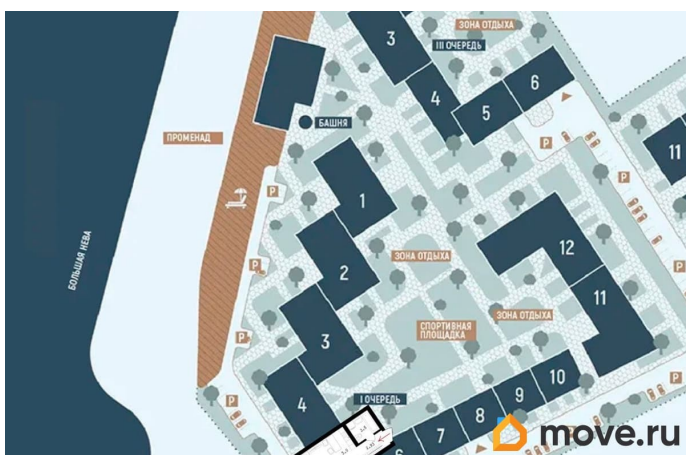 ЗОНА ОТДЫХА
3
III ОЧЕРЕДЬ
4
5
6
P
БАШНЯ
ПРОМЕНАД
11
P
P
1
БОЛЬШАЯ НЕВА
ЗОНА ОТДЫХА
12
P
P
2
11
ЗОНА ОТДЫХА
СПОРТИВНАЯ
ПЛОЩАДКА
P
3
10
P
I ОЧЕРЕДЬ
9
4
8
7
P
P
move.ru